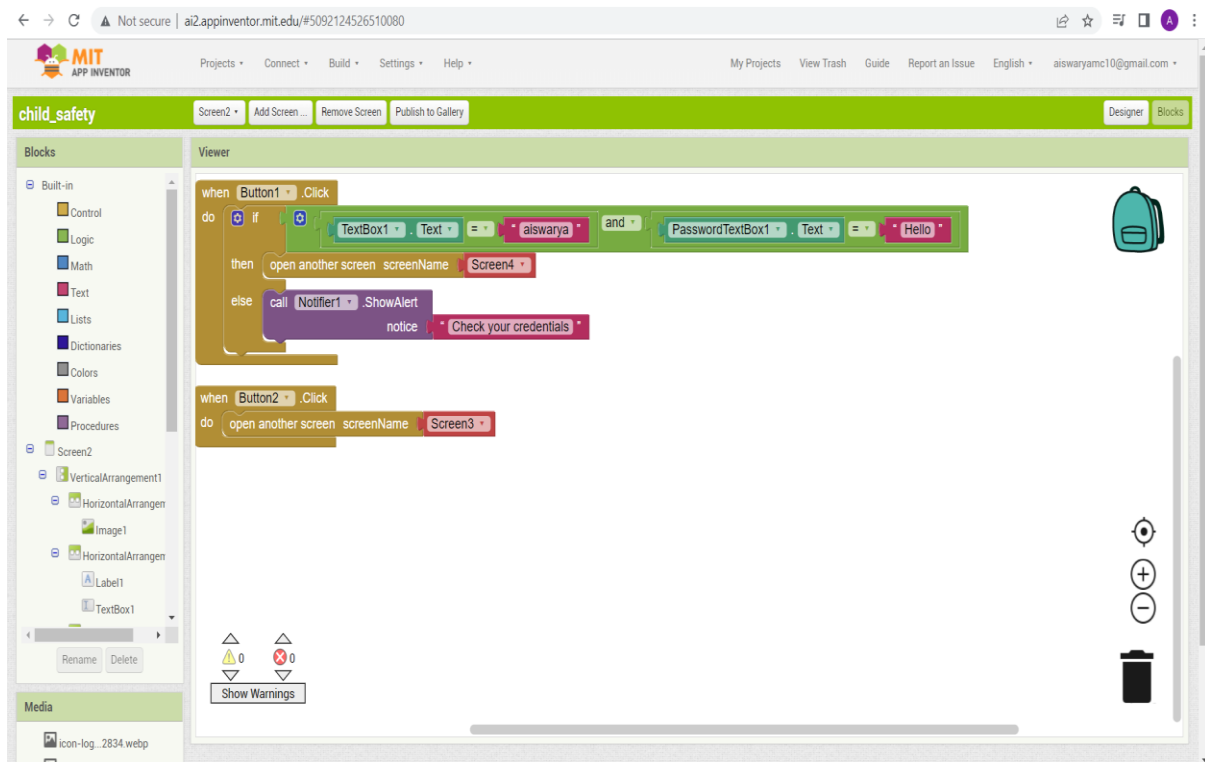 Not secure | ai2.appinventor.mit.edu/#5092124526510080
A
MIT
APP INVENTOR
Projects Connect Build Settings Help My Projects View Trash Guide Report an Issue English aiswaryamc10@gmail.com
child_safety Screen2 Add Screen ... Remove Screen Publish to Gallery Designer Blocks
Blocks Viewer
Built-in
Control
Logic
Math
Text
Lists
Dictionaries
Colors
Variables
Procedures
Screen2
VerticalArrangement1
HorizontalArrangem
Image1
HorizontalArrangem
A Label1
TextBox1
Rename Delete
Media
icon-log...2834.webp
when Button1 .Click
do if TextBox1 . Text = " aiswarya " and PasswordTextBox1 . Text = " Hello "
then open another screen screenName Screen4
else call Notifier1 .ShowAlert
notice " Check your credentials "
when Button2 .Click
do open another screen screenName Screen3
0 0
Show Warnings